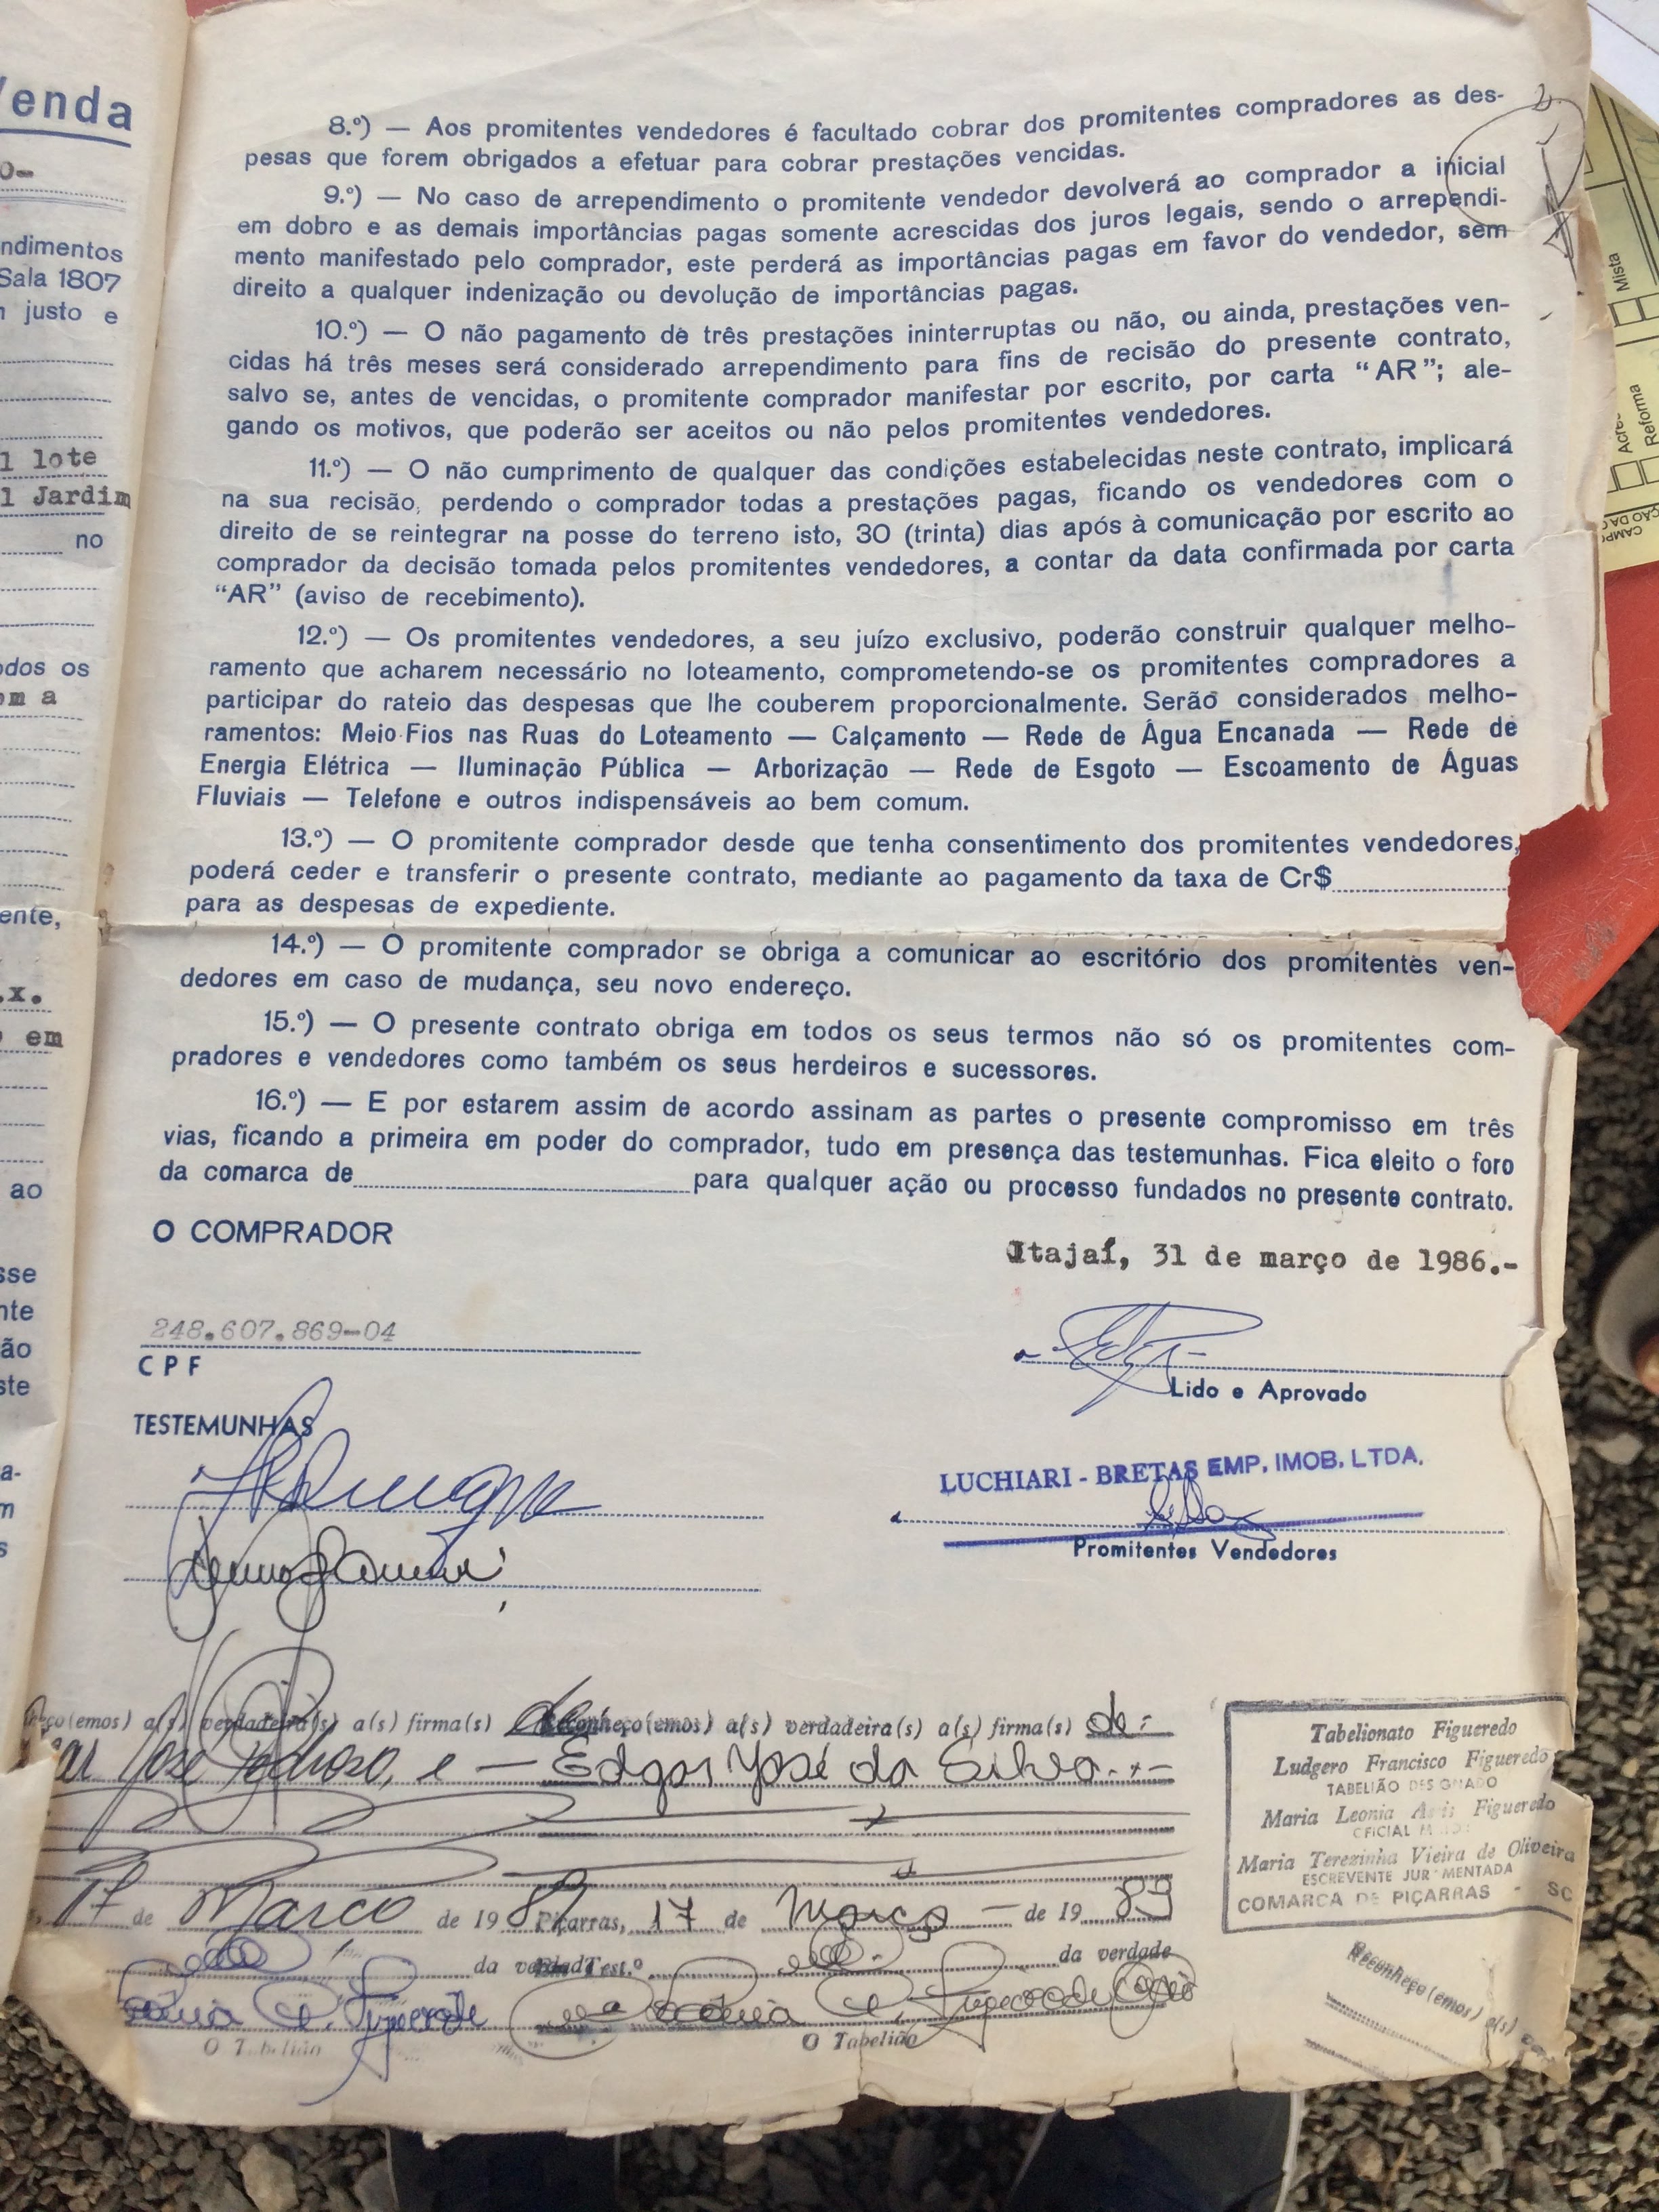 Venda
o-
ndimentos
Sala 1807
justo e
1 lote
1 Jardim
no
odos os
om a
ente,
.x.
em
ao
sse
nte
ão
ste
a-
m
s
8.º) — Aos promitentes vendedores é facultado cobrar dos promitentes compradores as des-
pesas que forem obrigados a efetuar para cobrar prestações vencidas.
9.º) — No caso de arrependimento o promitente vendedor devolverá ao comprador a inicial
em dobro e as demais importâncias pagas somente acrescidas dos juros legais, sendo o arrependi-
mento manifestado pelo comprador, este perderá as importâncias pagas em favor do vendedor, sem
direito a qualquer indenização ou devolução de importâncias pagas.
10.º) — O não pagamento de três prestações ininterruptas ou não, ou ainda, prestações ven-
cidas há três meses será considerado arrependimento para fins de recisão do presente contrato,
salvo se, antes de vencidas, o promitente comprador manifestar por escrito, por carta “AR”; ale-
gando os motivos, que poderão ser aceitos ou não pelos promitentes vendedores.
11.º) — O não cumprimento de qualquer das condições estabelecidas neste contrato, implicará
na sua recisão, perdendo o comprador todas a prestações pagas, ficando os vendedores com o
direito de se reintegrar na posse do terreno isto, 30 (trinta) dias após à comunicação por escrito ao
comprador da decisão tomada pelos promitentes vendedores, a contar da data confirmada por carta
“AR” (aviso de recebimento).
12.º) — Os promitentes vendedores, a seu juízo exclusivo, poderão construir qualquer melho-
ramento que acharem necessário no loteamento, comprometendo-se os promitentes compradores a
participar do rateio das despesas que lhe couberem proporcionalmente. Serão considerados melho-
ramentos: Meio-Fios nas Ruas do Loteamento — Calçamento — Rede de Água Encanada — Rede de
Energia Elétrica — Iluminação Pública — Arborização — Rede de Esgoto — Escoamento de Águas
Fluviais — Telefone e outros indispensáveis ao bem comum.
13.º) — O promitente comprador desde que tenha consentimento dos promitentes vendedores,
poderá ceder e transferir o presente contrato, mediante ao pagamento da taxa de Cr$
para as despesas de expediente.
14.º) — O promitente comprador se obriga a comunicar ao escritório dos promitentes ven-
dedores em caso de mudança, seu novo endereço.
15.º) — O presente contrato obriga em todos os seus termos não só os promitentes com-
pradores e vendedores como também os seus herdeiros e sucessores.
16.º) — E por estarem assim de acordo assinam as partes o presente compromisso em três
vias, ficando a primeira em poder do comprador, tudo em presença das testemunhas. Fica eleito o foro
da comarca de para qualquer ação ou processo fundados no presente contrato.
O COMPRADOR
Itajaí, 31 de março de 1986.-
248.607.869-04
CPF
Lido e Aprovado
TESTEMUNHAS
LUCHIARI - BRETAS EMP. IMOB. LTDA.
Promitentes Vendedores
(emos) a(s) verdadeira(s) a(s) firma(s) de Reconheço(emos) a(s) verdadeira(s) a(s) firma(s) de:
José Pedroso, e — Edgar José da Silva
17 de Março de 1989 Piçarras, 17 de março de 1989
da verdade Test.º da verdade
O Tabelião O Tabelião
Tabelionato Figueredo
Ludgero Francisco Figueredo
TABELIÃO DESIGNADO
Maria Leonia Figueredo
OFICIAL
Maria Terezinha Vieira de Oliveira
ESCREVENTE JURAMENTADA
COMARCA DE PIÇARRAS - SC
Reconheço(emos) a(s)
Mista
Reforma